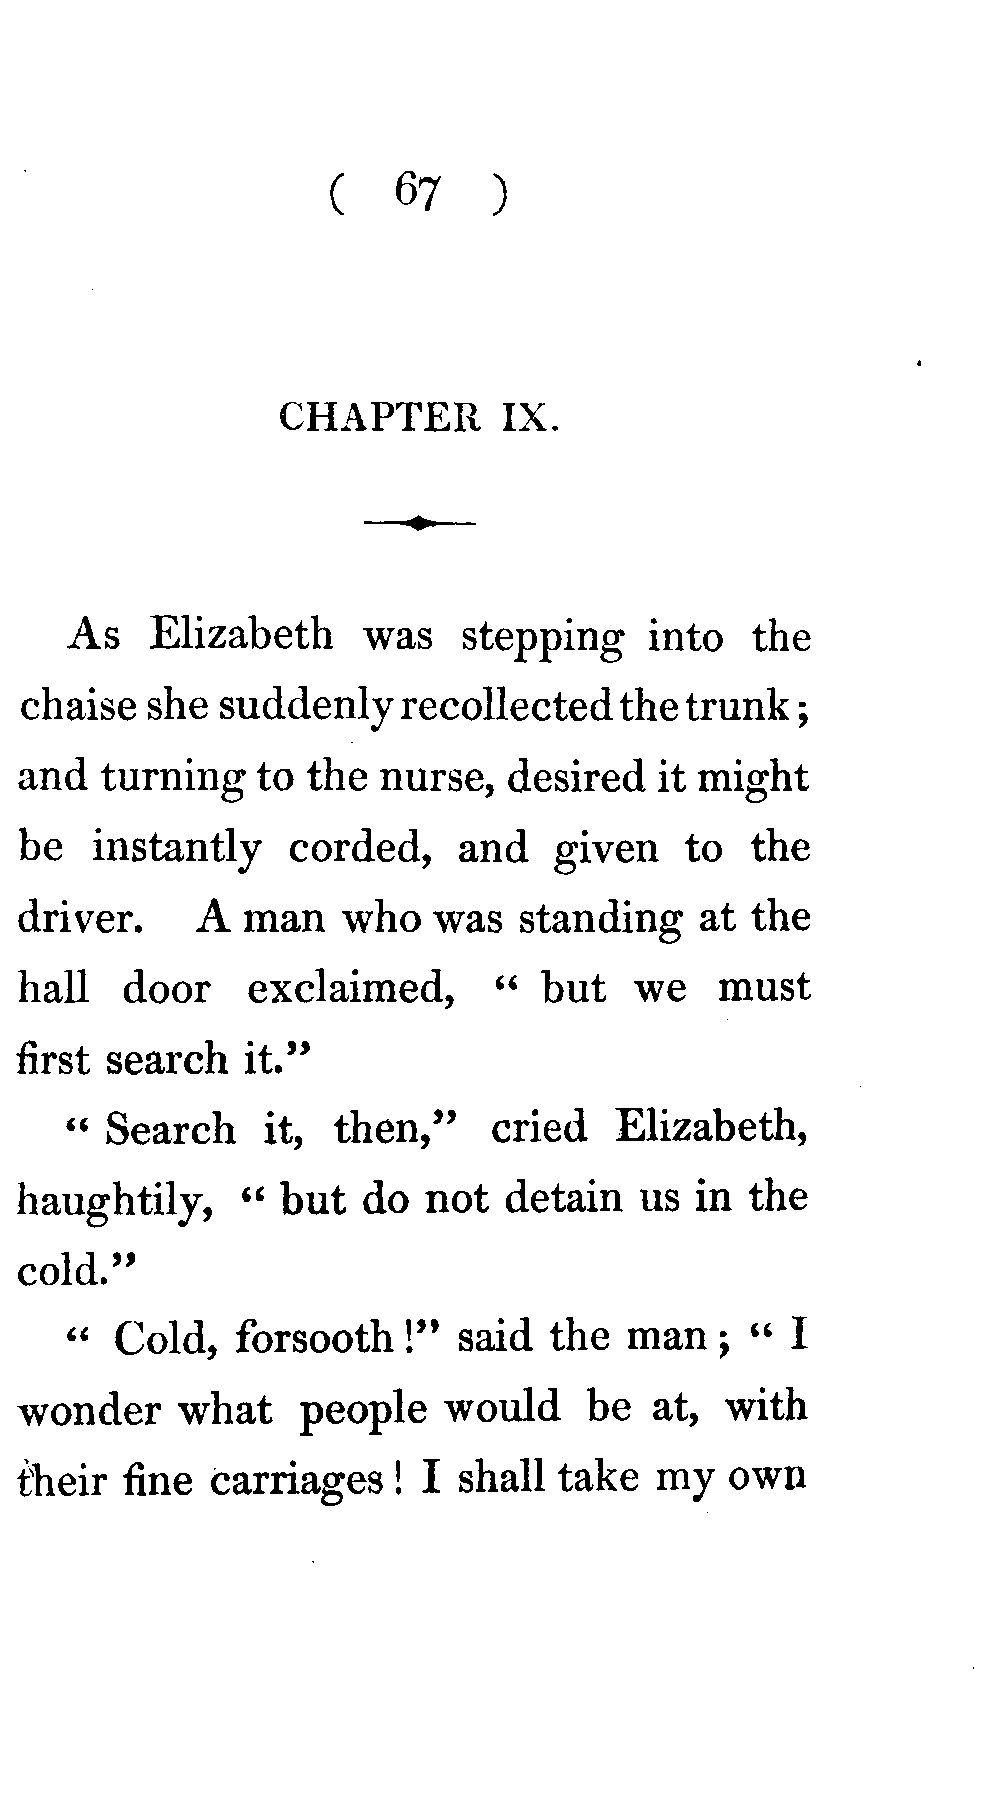 ( 67 )
CHAPTER IX.
As Elizabeth was stepping into the
chaise she suddenly recollected the trunk;
and turning to the nurse, desired it might
be instantly corded, and given to the
driver. A man who was standing at the
hall door exclaimed, “ but we must
first search it.”
“ Search it, then,” cried Elizabeth,
haughtily, “ but do not detain us in the
cold.”
“ Cold, forsooth !” said the man ; “ I
wonder what people would be at, with
their fine carriages ! I shall take my own